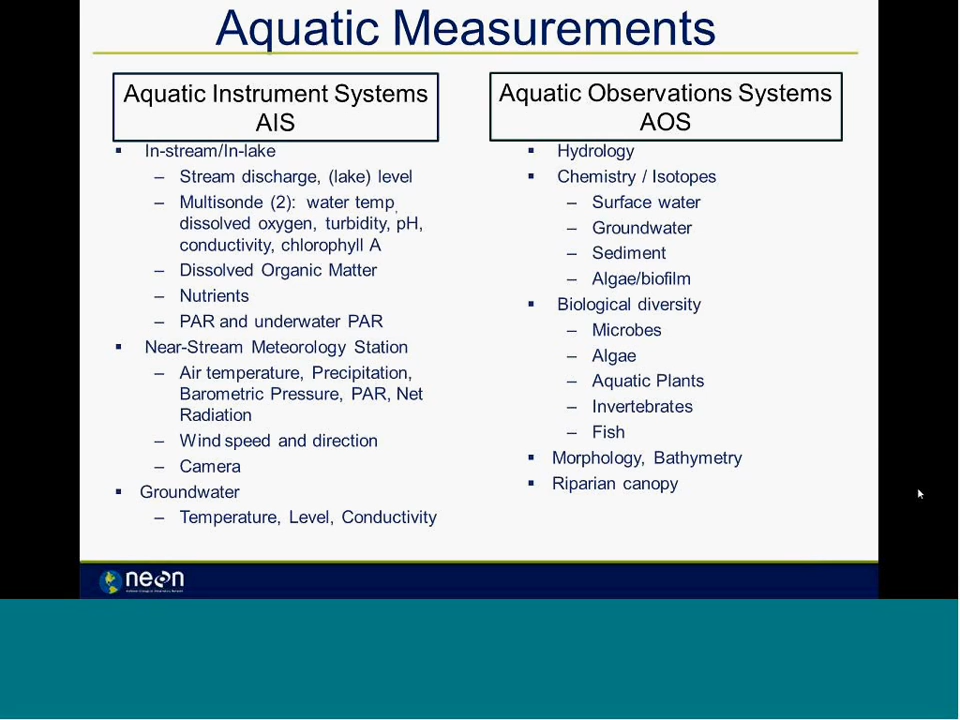 Aquatic Measurements
Aquatic Instrument Systems
AIS
▪ In-stream/In-lake
– Stream discharge, (lake) level
– Multisonde (2): water temp,
dissolved oxygen, turbidity, pH,
conductivity, chlorophyll A
– Dissolved Organic Matter
– Nutrients
– PAR and underwater PAR
▪ Near-Stream Meteorology Station
– Air temperature, Precipitation,
Barometric Pressure, PAR, Net
Radiation
– Wind speed and direction
– Camera
▪ Groundwater
– Temperature, Level, Conductivity
Aquatic Observations Systems
AOS
▪ Hydrology
▪ Chemistry / Isotopes
– Surface water
– Groundwater
– Sediment
– Algae/biofilm
▪ Biological diversity
– Microbes
– Algae
– Aquatic Plants
– Invertebrates
– Fish
▪ Morphology, Bathymetry
▪ Riparian canopy
neon